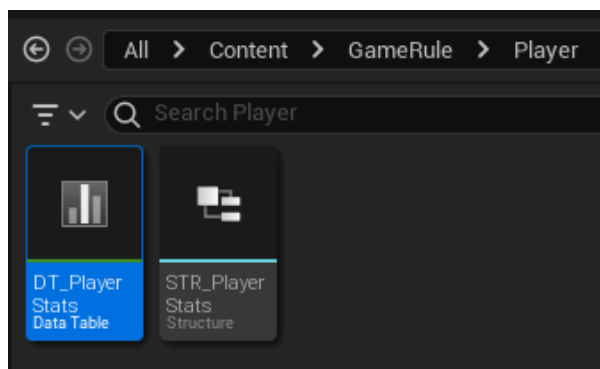 All > Content > GameRule > Player
Search Player
DT_Player
Stats
Data Table
STR_Player
Stats
Structure